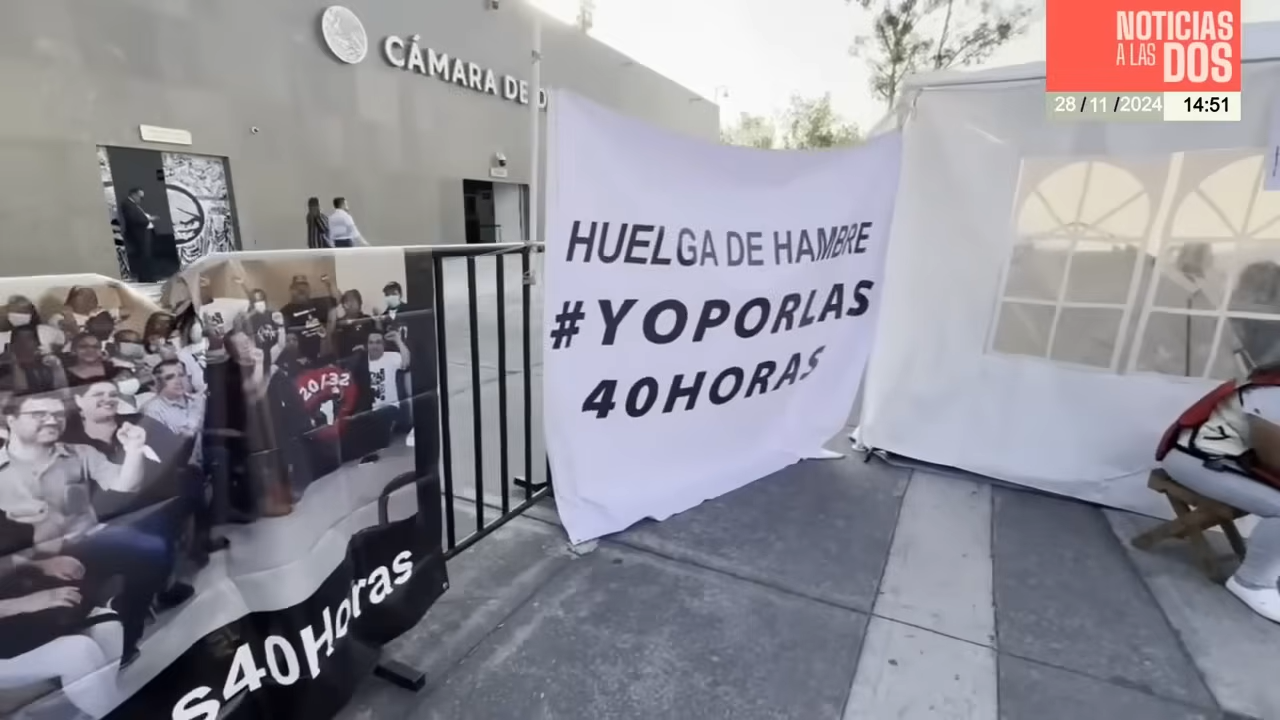 NOTICIAS
A LAS DOS
28/11/2024 14:51
CÁMARA DE D
HUELGA DE HAMBRE
#YOPORLAS
40HORAS
20/32
s40Horas